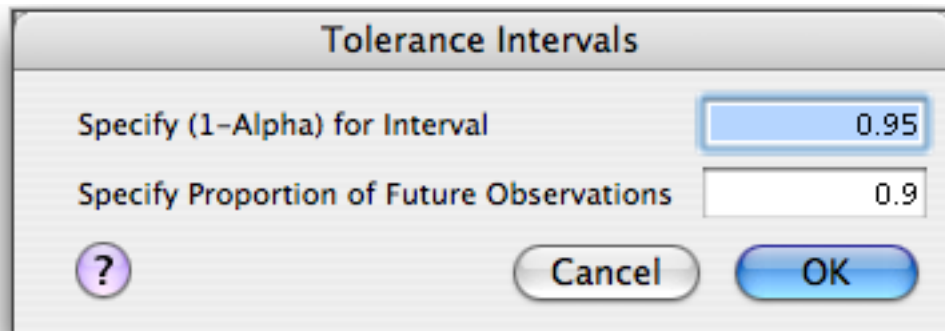 Tolerance Intervals
Specify (1-Alpha) for Interval 0.95
Specify Proportion of Future Observations 0.9
? Cancel OK